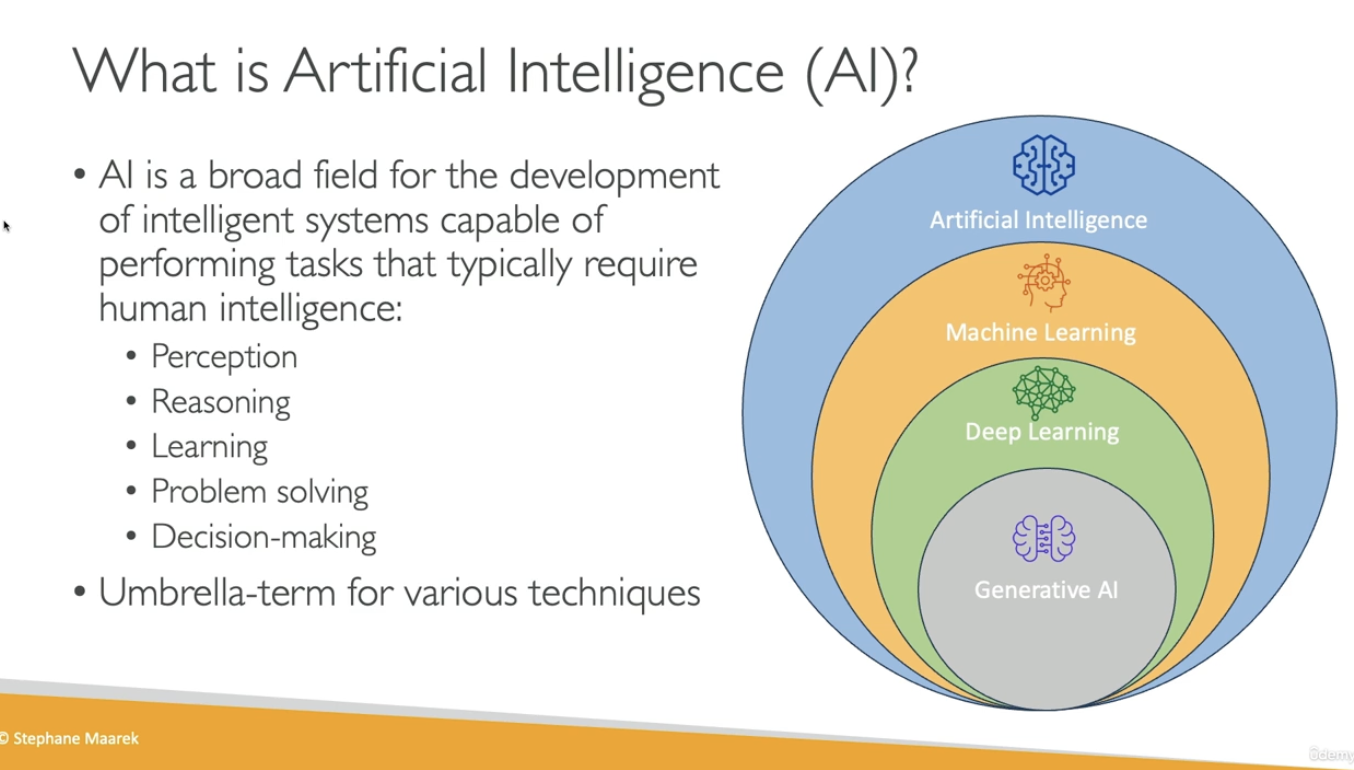 What is Artificial Intelligence (AI)?
• AI is a broad field for the development
of intelligent systems capable of
performing tasks that typically require
human intelligence:
• Perception
• Reasoning
• Learning
• Problem solving
• Decision-making
• Umbrella-term for various techniques
Artificial Intelligence
Machine Learning
Deep Learning
Generative AI
© Stephane Maarek
ûdemy